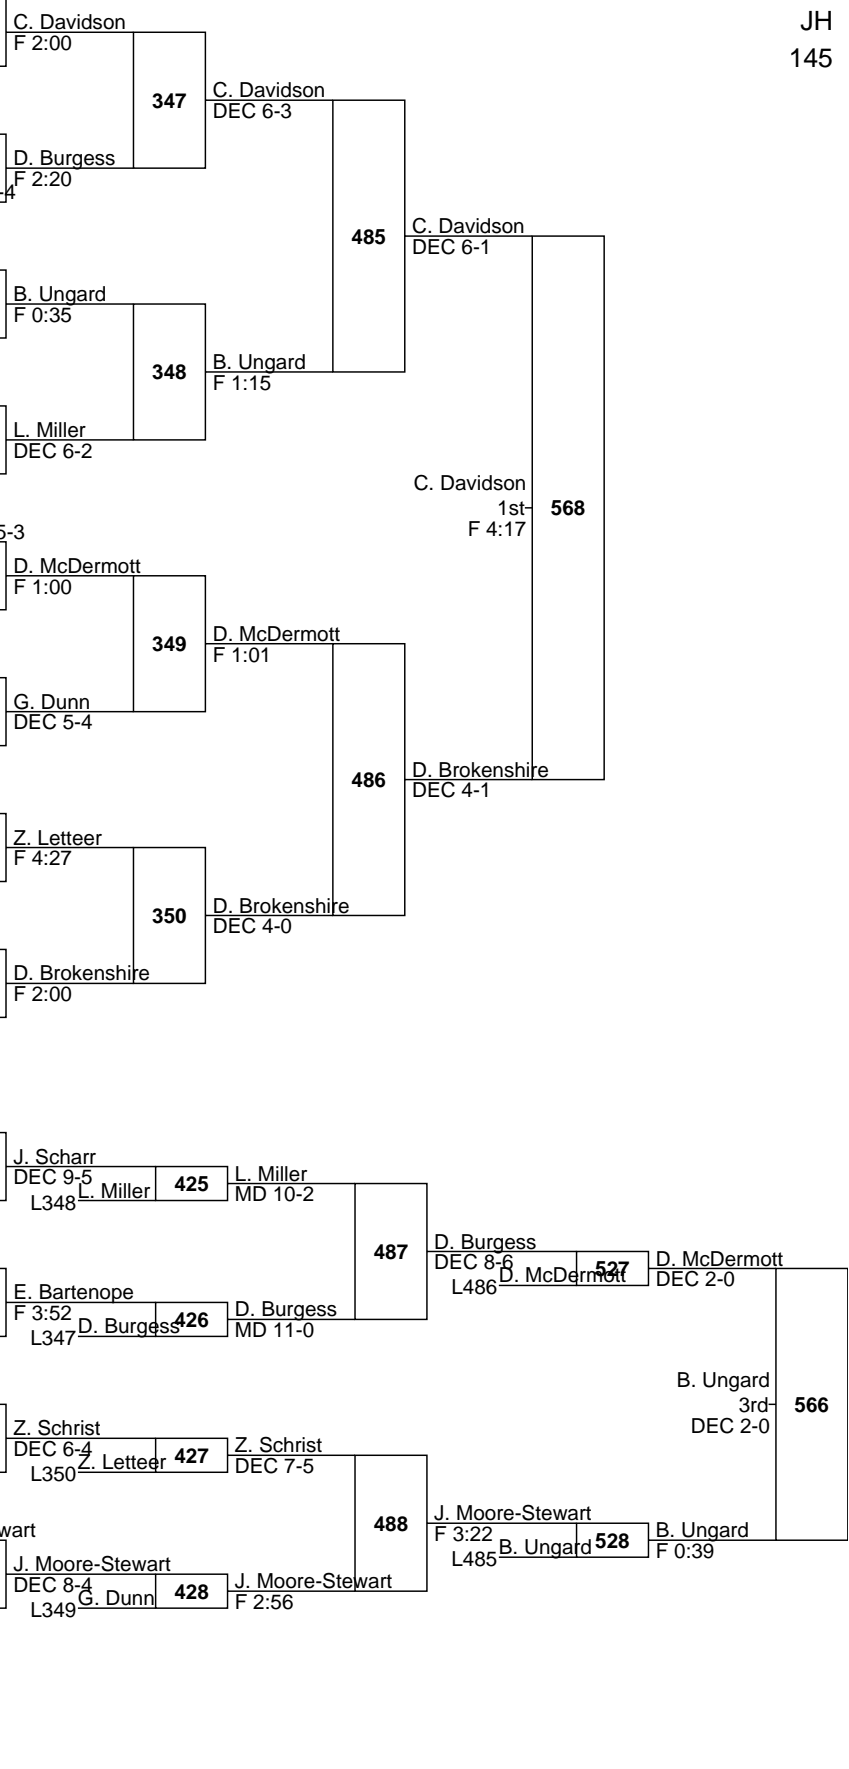 JH
145
C. Davidson
F 2:00
347
C. Davidson
DEC 6-3
D. Burgess
F 2:20
-4
485
C. Davidson
DEC 6-1
B. Ungard
F 0:35
348
B. Ungard
F 1:15
L. Miller
DEC 6-2
C. Davidson
1st
F 4:17
568
5-3
D. McDermott
F 1:00
349
D. McDermott
F 1:01
G. Dunn
DEC 5-4
486
D. Brokenshire
DEC 4-1
Z. Letteer
F 4:27
350
D. Brokenshire
DEC 4-0
D. Brokenshire
F 2:00
J. Scharr
DEC 9-5
L348
L. Miller
425
L. Miller
MD 10-2
487
D. Burgess
DEC 8-6
L486
D. McDermott
527
D. McDermott
DEC 2-0
E. Bartenope
F 3:52
L347
D. Burgess
426
D. Burgess
MD 11-0
B. Ungard
3rd
DEC 2-0
566
Z. Schrist
DEC 6-4
L350
Z. Letteer
427
Z. Schrist
DEC 7-5
488
J. Moore-Stewart
F 3:22
L485
B. Ungard
528
B. Ungard
F 0:39
wart
J. Moore-Stewart
DEC 8-4
L349
G. Dunn
428
J. Moore-Stewart
F 2:56